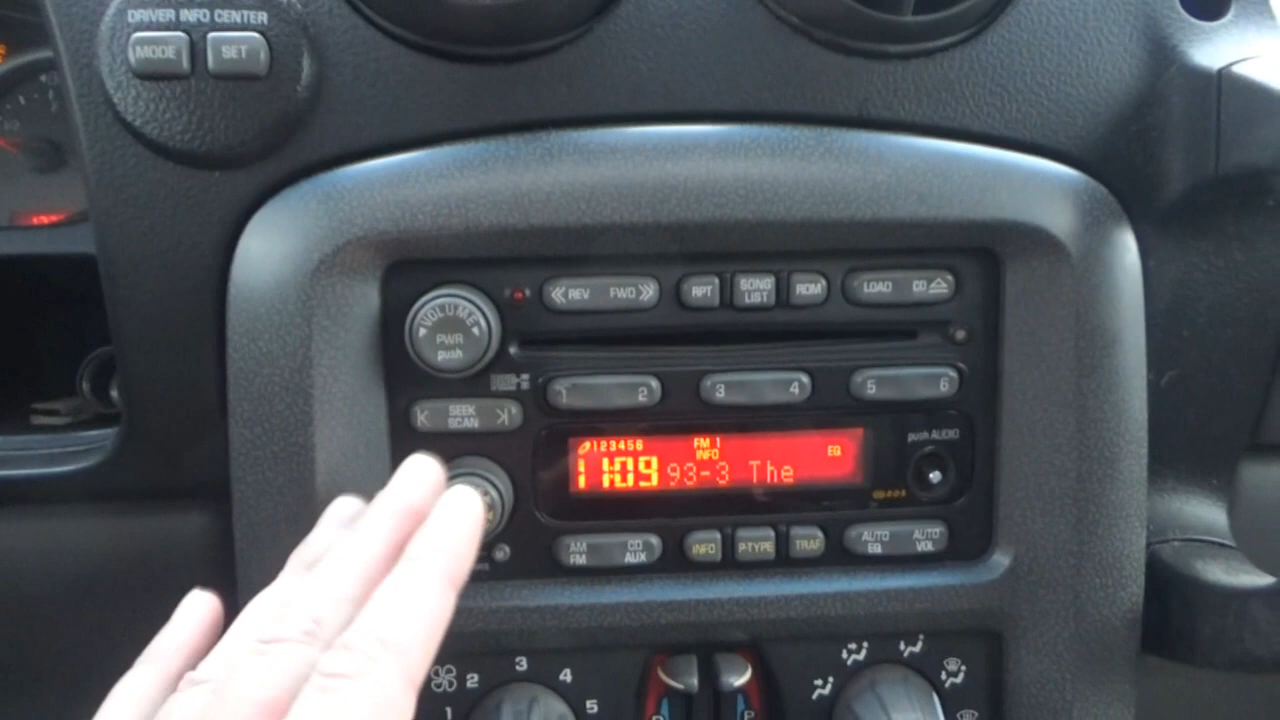 DRIVER INFO CENTER
MODE SET
REV FWD
RPT SONG LIST RDM
LOAD CD
VOLUME
PWR
push
1 2 3 4 5 6
SEEK
SCAN
123456 FM 1
INFO
EQ
11:09 93-3 The
push AUDIO
AM
FM
CD
AUX
INFO P-TYPE TRAF
AUTO
EQ
AUTO
VOL
1 2 3 4 5